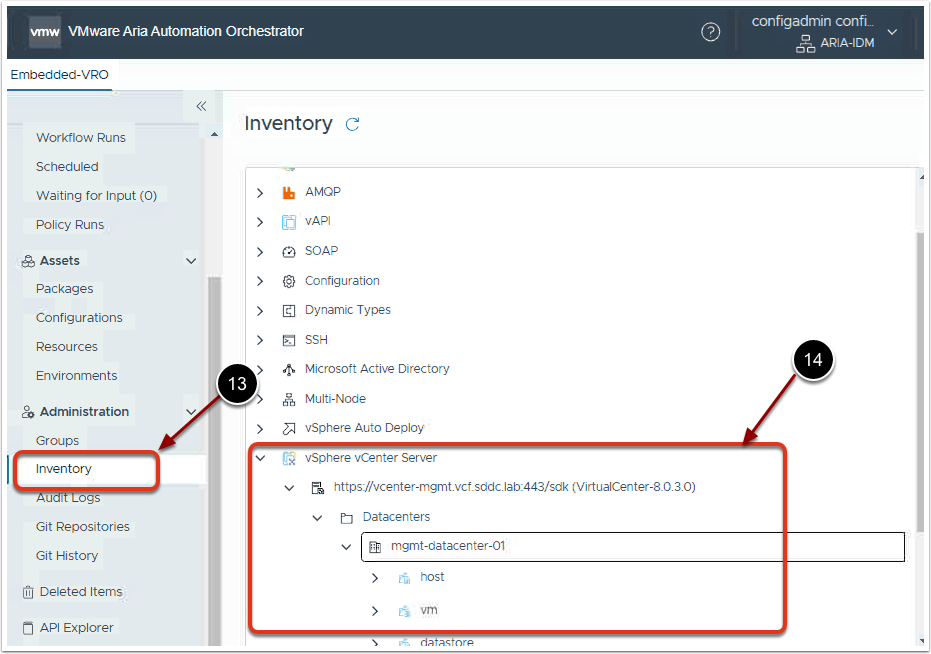 vmw VMware Aria Automation Orchestrator
configadmin confi...
ARIA-IDM
Embedded-VRO
Workflow Runs
Scheduled
Waiting for Input (0)
Policy Runs
Assets
Packages
Configurations
Resources
Environments
Administration
Groups
Inventory
Audit Logs
Git Repositories
Git History
Deleted Items
API Explorer
Inventory
AMQP
vAPI
SOAP
Configuration
Dynamic Types
SSH
Microsoft Active Directory
Multi-Node
vSphere Auto Deploy
vSphere vCenter Server
https://vcenter-mgmt.vcf.sddc.lab:443/sdk (VirtualCenter-8.0.3.0)
Datacenters
mgmt-datacenter-01
host
vm
datastore
13
14